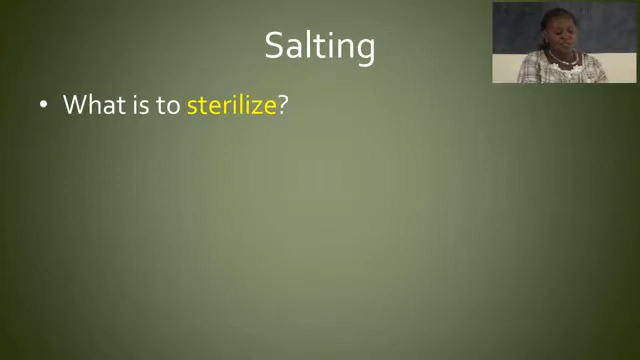 Salting
• What is to sterilize?